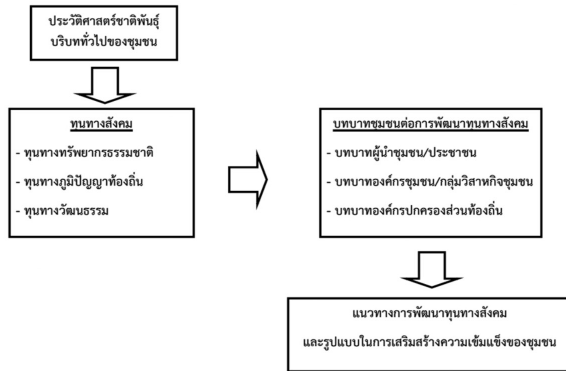 ประวัติศาสตร์ชาติพันธุ์
บริบททั่วไปของชุมชน
ทุนทางสังคม
- ทุนทางทรัพยากรธรรมชาติ
- ทุนทางภูมิปัญญาท้องถิ่น
- ทุนทางวัฒนธรรม
บทบาทชุมชนต่อการพัฒนาทุนทางสังคม
- บทบาทผู้นำชุมชน/ประชาชน
- บทบาทองค์กรชุมชน/กลุ่มวิสาหกิจชุมชน
- บทบาทองค์กรปกครองส่วนท้องถิ่น
แนวทางการพัฒนาทุนทางสังคม
และรูปแบบในการเสริมสร้างความเข้มแข็งของชุมชน